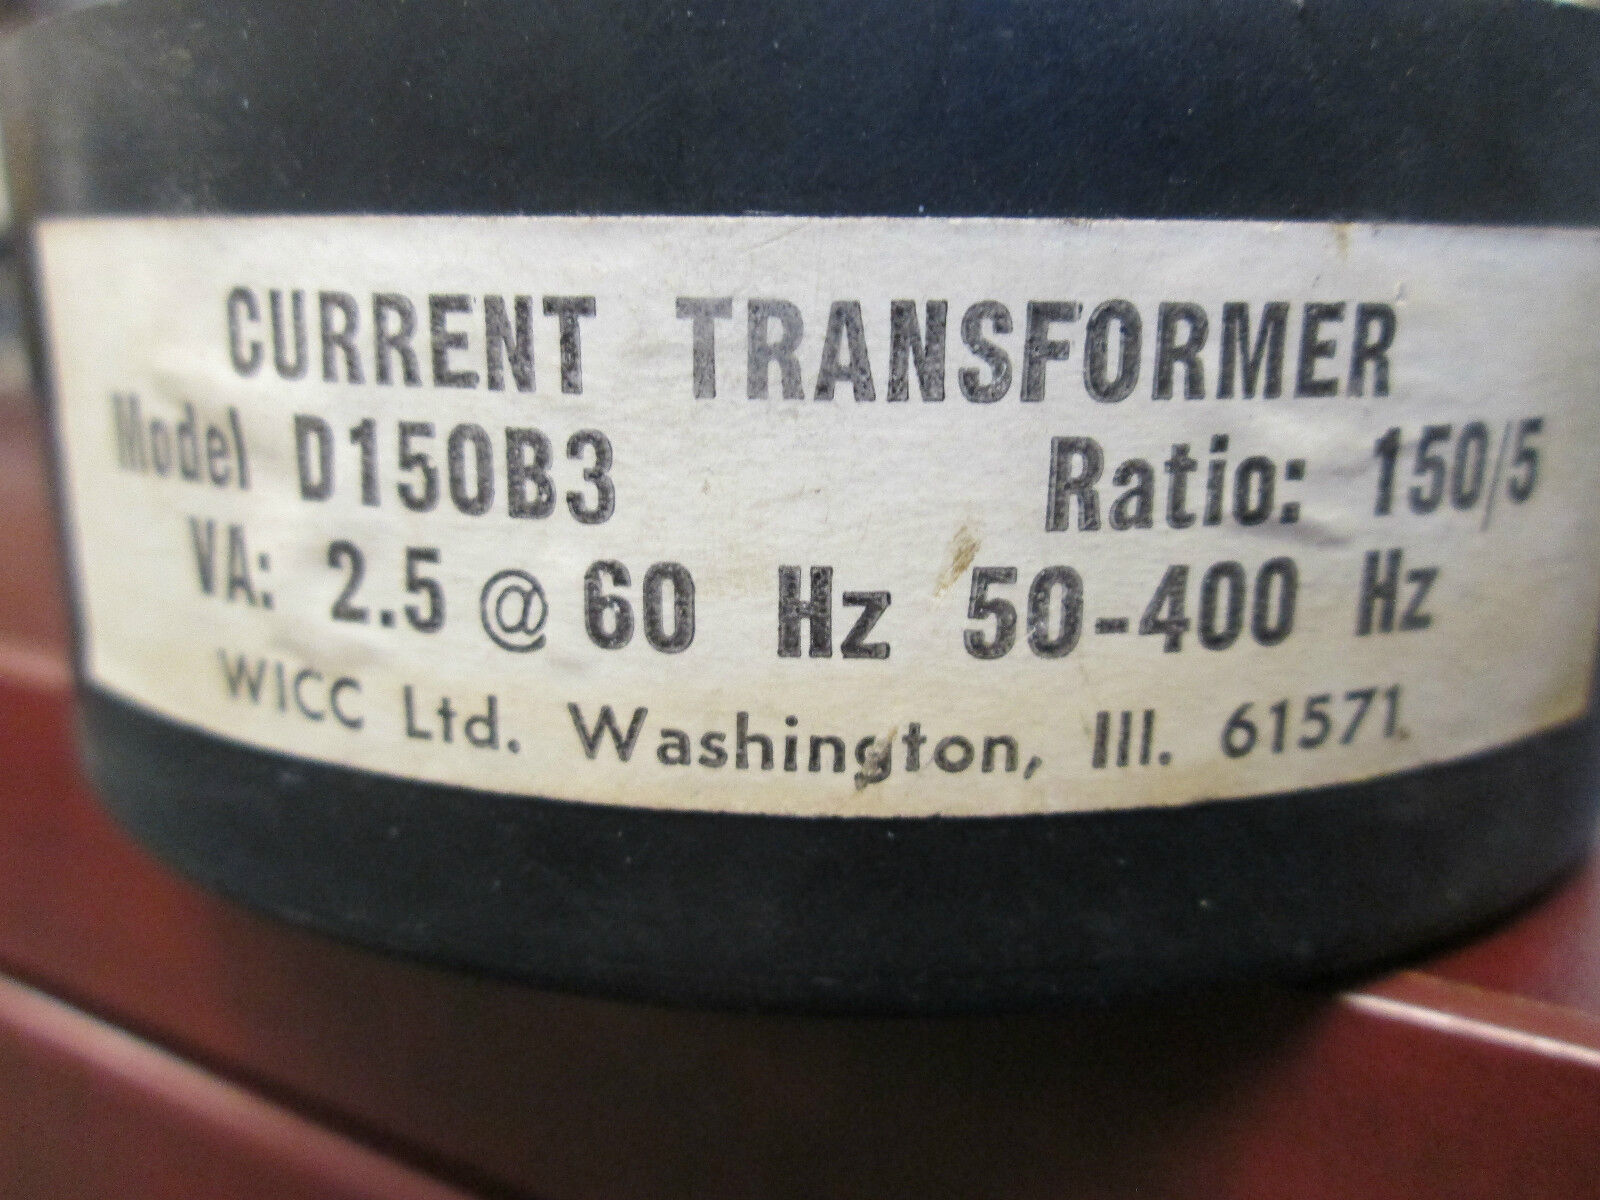 CURRENT TRANSFORMER
Model D150B3 Ratio: 150/5
VA: 2.5 @ 60 Hz 50-400 Hz
WICC Ltd. Washington, Ill. 61571